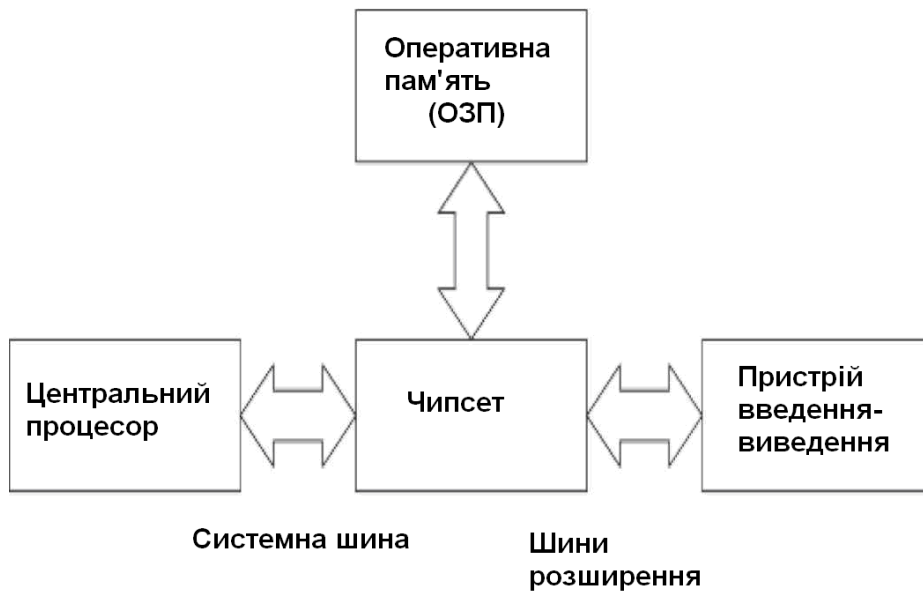 Оперативна
пам'ять
(ОЗП)
Центральний
процесор
Чипсет
Пристрій
введення-
виведення
Системна шина
Шини
розширення